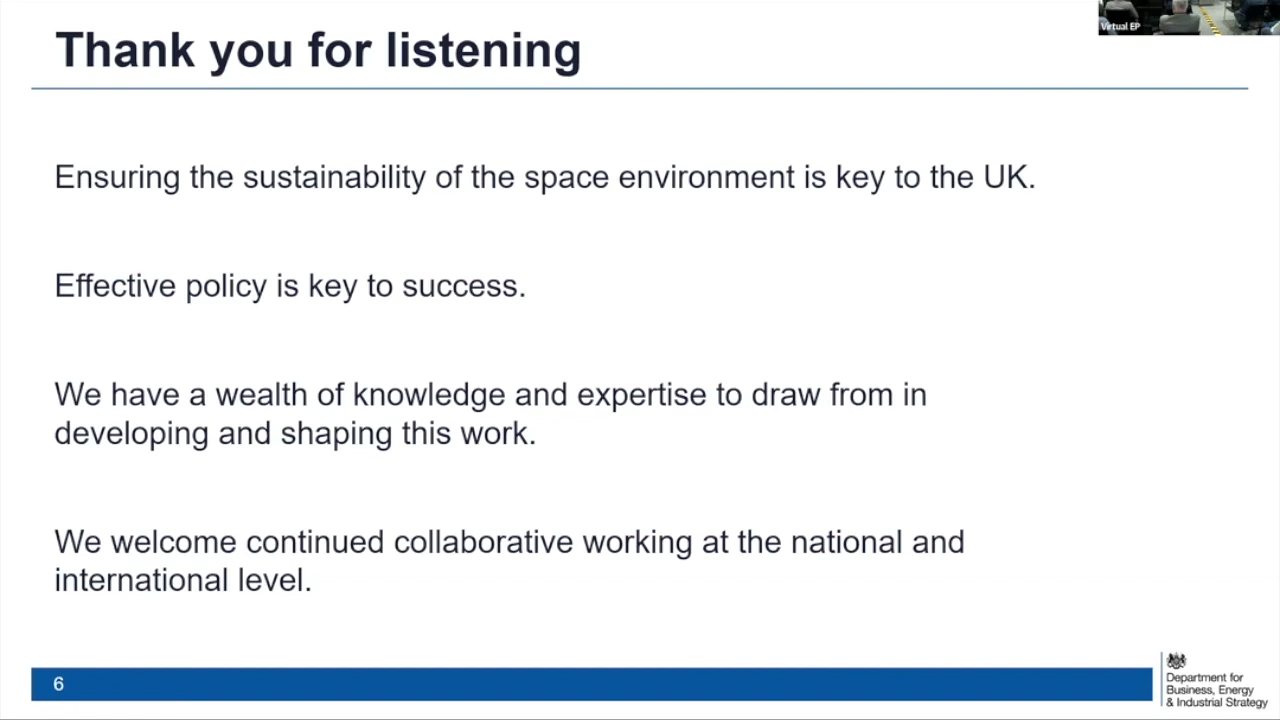 Thank you for listening
Virtual EP
Ensuring the sustainability of the space environment is key to the UK.
Effective policy is key to success.
We have a wealth of knowledge and expertise to draw from in
developing and shaping this work.
We welcome continued collaborative working at the national and
international level.
6
Department for
Business, Energy
& Industrial Strategy